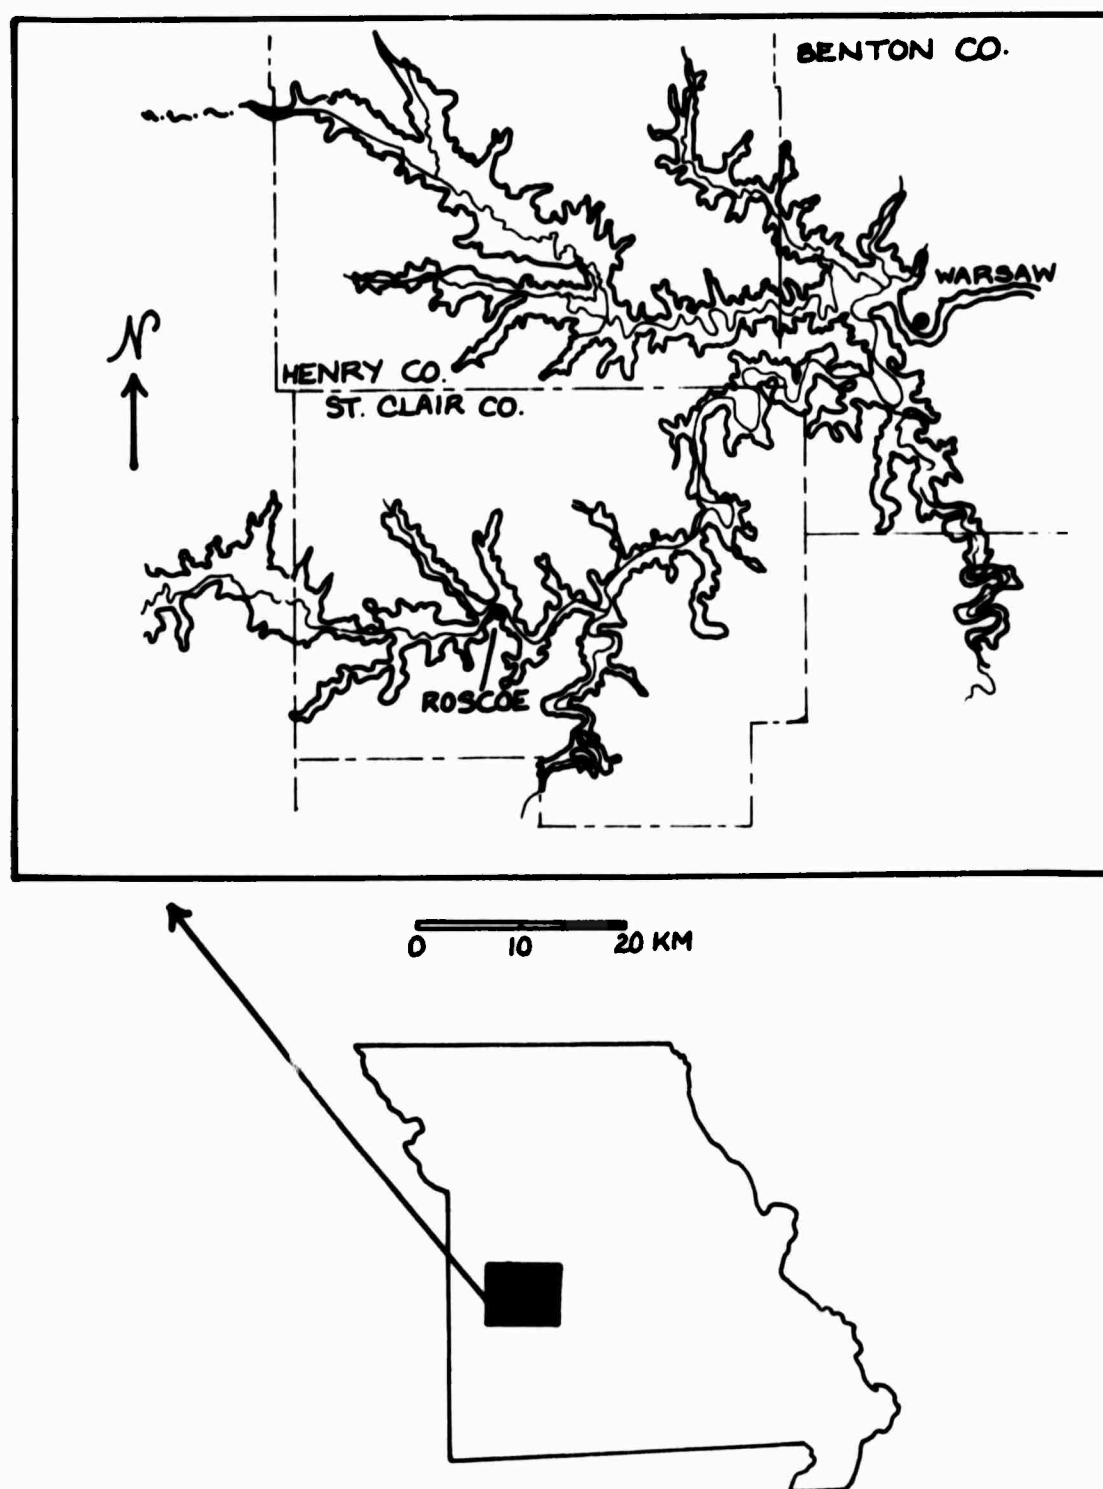 BENTON CO.
WARSAW
N
HENRY CO.
ST. CLAIR CO.
ROSCOE
0 10 20 KM